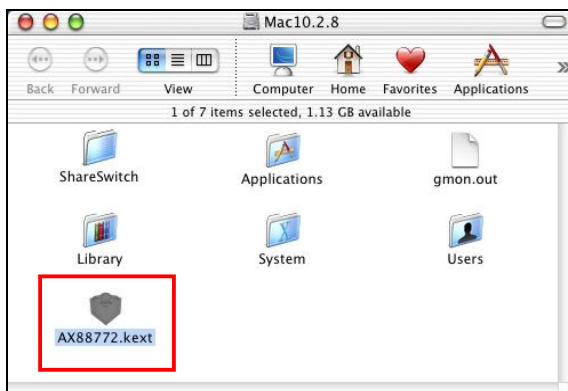 Mac10.2.8
Back Forward View Computer Home Favorites Applications
1 of 7 items selected, 1.13 GB available
ShareSwitch Applications gmon.out
Library System Users
AX88772.kext